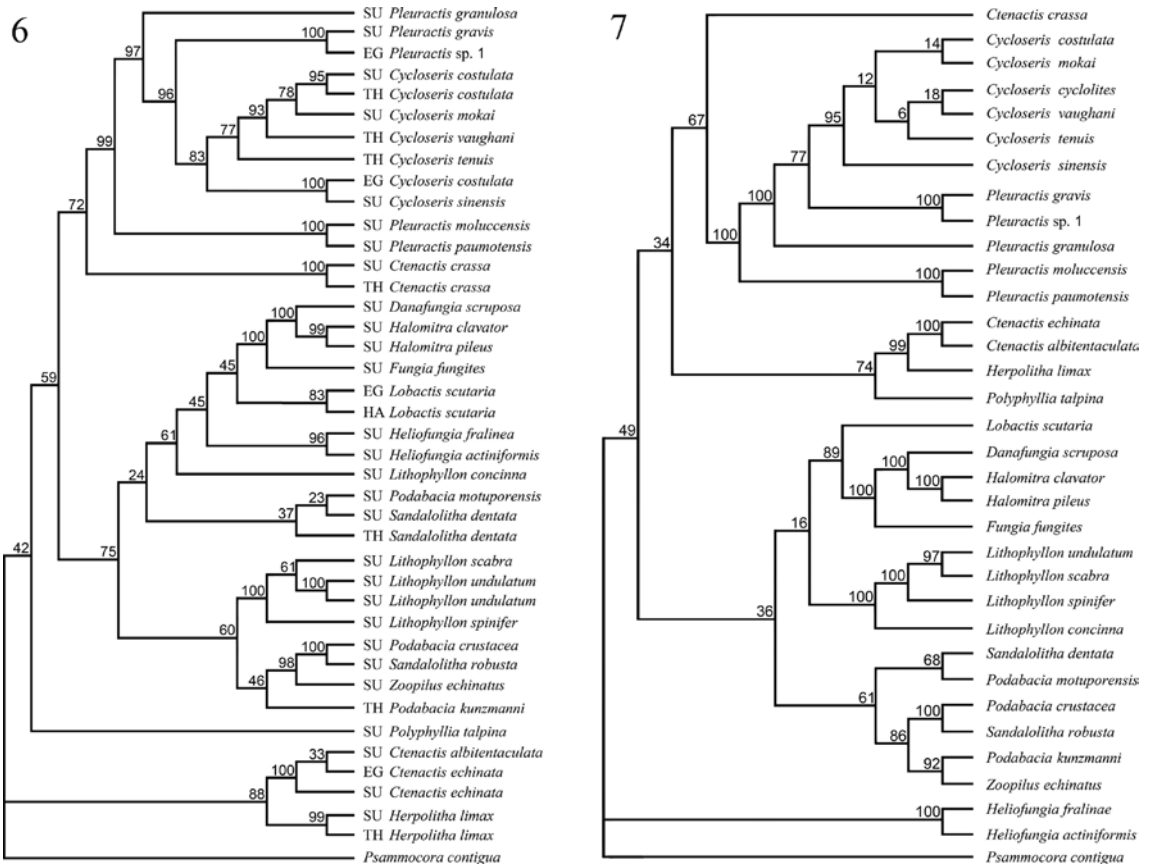 6
97
SU Pleuractis granulosa
100
SU Pleuractis gravis
EG Pleuractis sp. 1
96
95
SU Cycloseris costulata
78
TH Cycloseris costulata
93
SU Cycloseris mokai
77
TH Cycloseris vaughani
99
83
TH Cycloseris tenuis
100
EG Cycloseris costulata
SU Cycloseris sinensis
72
100
SU Pleuractis moluccensis
SU Pleuractis paumotensis
100
SU Ctenactis crassa
TH Ctenactis crassa
100
SU Danafungia scruposa
99
SU Halomitra clavator
100
SU Halomitra pileus
45
SU Fungia fungites
59
83
EG Lobactis scutaria
45
HA Lobactis scutaria
61
96
SU Heliofungia fralinea
SU Heliofungia actiniformis
24
SU Lithophyllon concinna
23
SU Podabacia motuporensis
37
SU Sandalolitha dentata
TH Sandalolitha dentata
42
75
61
SU Lithophyllon scabra
100
100
SU Lithophyllon undulatum
SU Lithophyllon undulatum
60
SU Lithophyllon spinifer
100
SU Podabacia crustacea
98
SU Sandalolitha robusta
46
SU Zoopilus echinatus
TH Podabacia kunzmanni
SU Polyphyllia talpina
33
SU Ctenactis albitentaculata
100
EG Ctenactis echinata
88
SU Ctenactis echinata
99
SU Herpolitha limax
TH Herpolitha limax
Psammocora contigua
7
Ctenactis crassa
14
Cycloseris costulata
12
Cycloseris mokai
18
Cycloseris cyclolites
95
6
Cycloseris vaughani
67
Cycloseris tenuis
77
Cycloseris sinensis
100
100
Pleuractis gravis
Pleuractis sp. 1
34
100
Pleuractis granulosa
100
Pleuractis moluccensis
Pleuractis paumotensis
100
Ctenactis echinata
99
Ctenactis albitentaculata
74
Herpolitha limax
Polyphyllia talpina
49
89
Lobactis scutaria
100
Danafungia scruposa
100
100
Halomitra clavator
Halomitra pileus
16
Fungia fungites
97
Lithophyllon undulatum
100
Lithophyllon scabra
100
Lithophyllon spinifer
36
Lithophyllon concinna
68
Sandalolitha dentata
61
Podabacia motuporensis
100
Podabacia crustacea
86
Sandalolitha robusta
92
Podabacia kunzmanni
Zoopilus echinatus
100
Heliofungia fralinae
Heliofungia actiniformis
Psammocora contigua